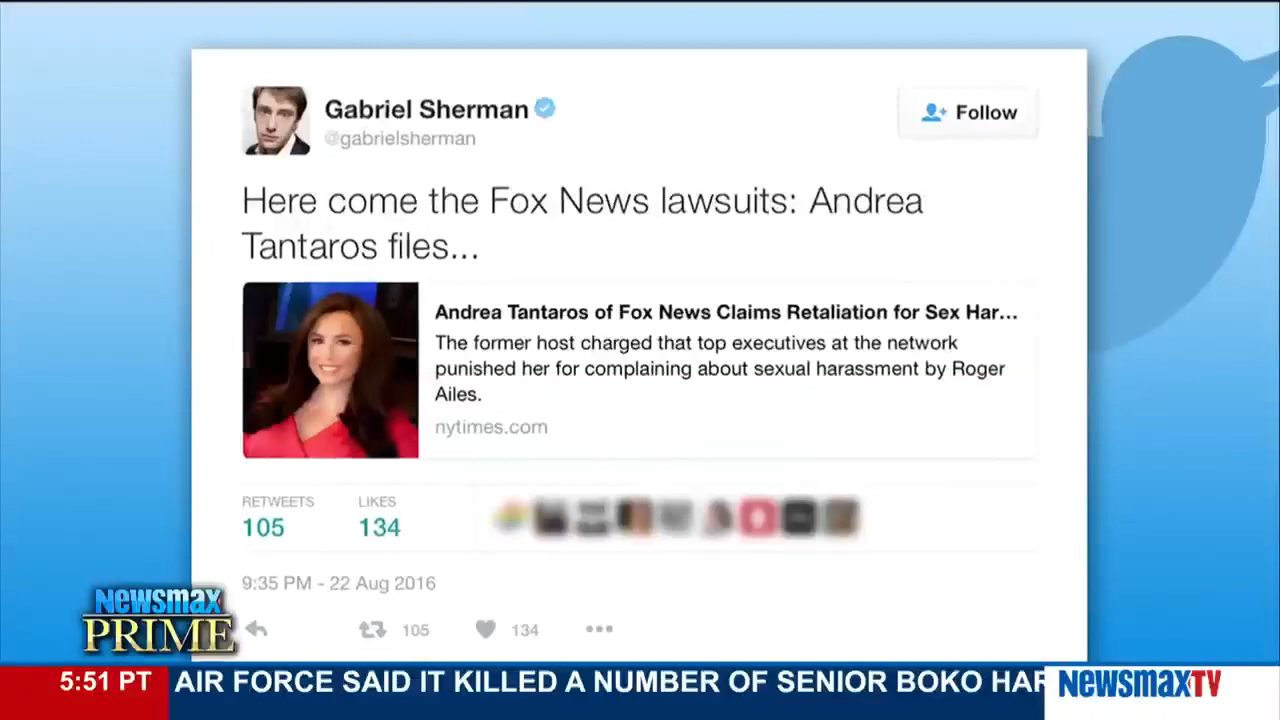 Gabriel Sherman
@gabrielsherman
Follow
Here come the Fox News lawsuits: Andrea
Tantaros files...
Andrea Tantaros of Fox News Claims Retaliation for Sex Har...
The former host charged that top executives at the network
punished her for complaining about sexual harassment by Roger
Ailes.
nytimes.com
RETWEETS
LIKES
105
134
9:35 PM - 22 Aug 2016
105
134
Newsmax
PRIME
5:51 PT
AIR FORCE SAID IT KILLED A NUMBER OF SENIOR BOKO HAR
NEWSMAXTV